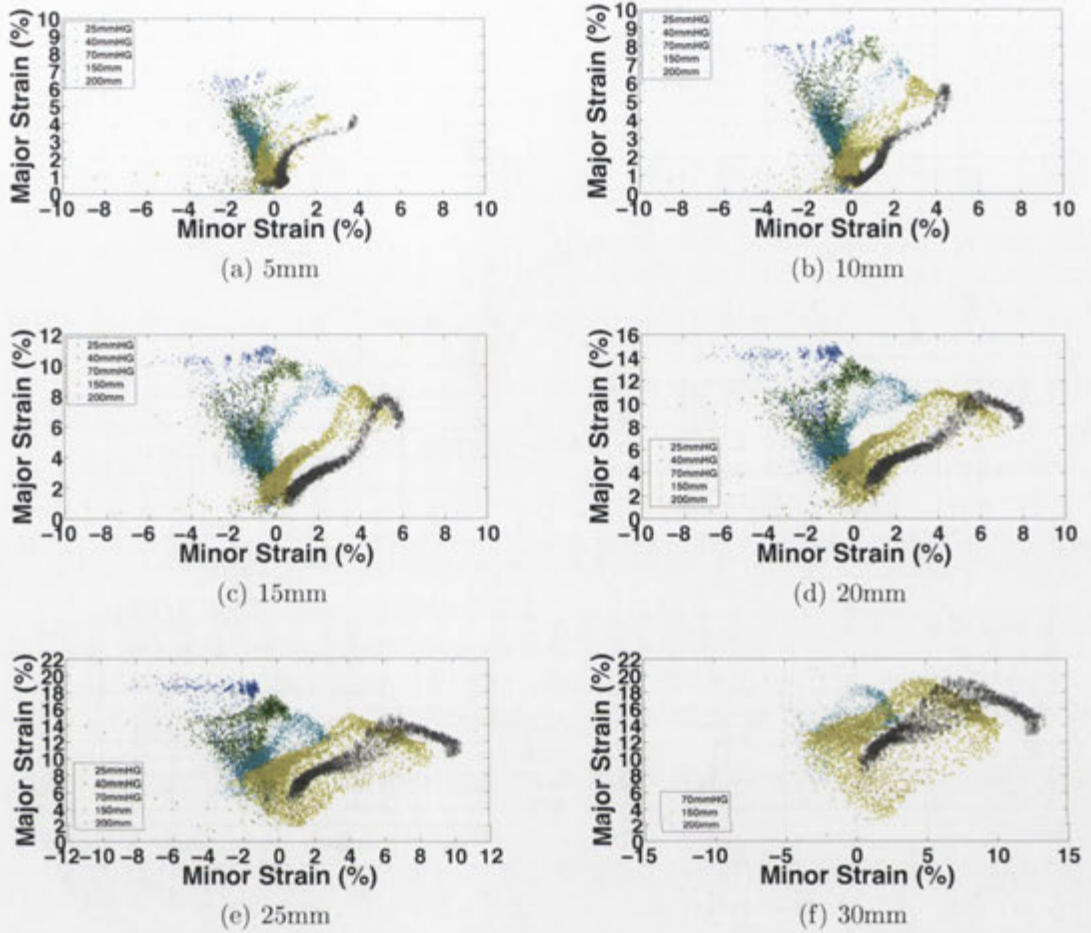 Major Strain (%)
10
9
8
7
6
5
4
3
2
1
0
25mmHG
40mmHG
70mmHG
150mm
200mm
−10 −8 −6 −4 −2 0 2 4 6 8 10
Minor Strain (%)
(a) 5mm
Major Strain (%)
10
9
8
7
6
5
4
3
2
1
0
25mmHG
40mmHG
70mmHG
150mm
200mm
−10 −8 −6 −4 −2 0 2 4 6 8 10
Minor Strain (%)
(b) 10mm
Major Strain (%)
12
10
8
6
4
2
0
25mmHG
40mmHG
70mmHG
150mm
200mm
−10 −8 −6 −4 −2 0 2 4 6 8 10
Minor Strain (%)
(c) 15mm
Major Strain (%)
16
14
12
10
8
6
4
2
0
25mmHG
40mmHG
70mmHG
150mm
200mm
−10 −8 −6 −4 −2 0 2 4 6 8 10
Minor Strain (%)
(d) 20mm
Major Strain (%)
22
20
18
16
14
12
10
8
6
4
2
0
25mmHG
40mmHG
70mmHG
150mm
200mm
−12 −10 −8 −6 −4 −2 0 2 4 6 8 10 12
Minor Strain (%)
(e) 25mm
Major Strain (%)
22
20
18
16
14
12
10
8
6
4
2
0
70mmHG
150mm
200mm
−15 −10 −5 0 5 10 15
Minor Strain (%)
(f) 30mm